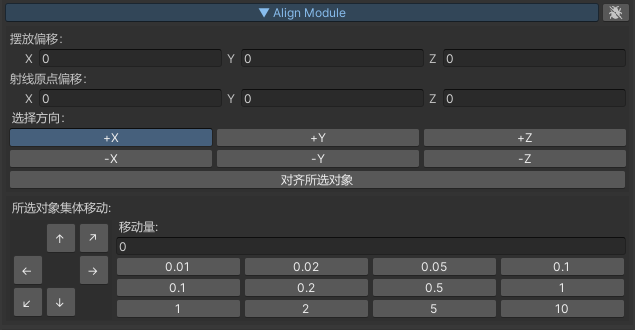 ▼ Align Module
摆放偏移:
X 0 Y 0 Z 0
射线原点偏移:
X 0 Y 0 Z 0
选择方向:
+X +Y +Z
-X -Y -Z
对齐所选对象
所选对象集体移动:
移动量:
↑ ↗
0
← →
0.01 0.02 0.05 0.1
0.1 0.2 0.5 1
↙ ↓
1 2 5 10